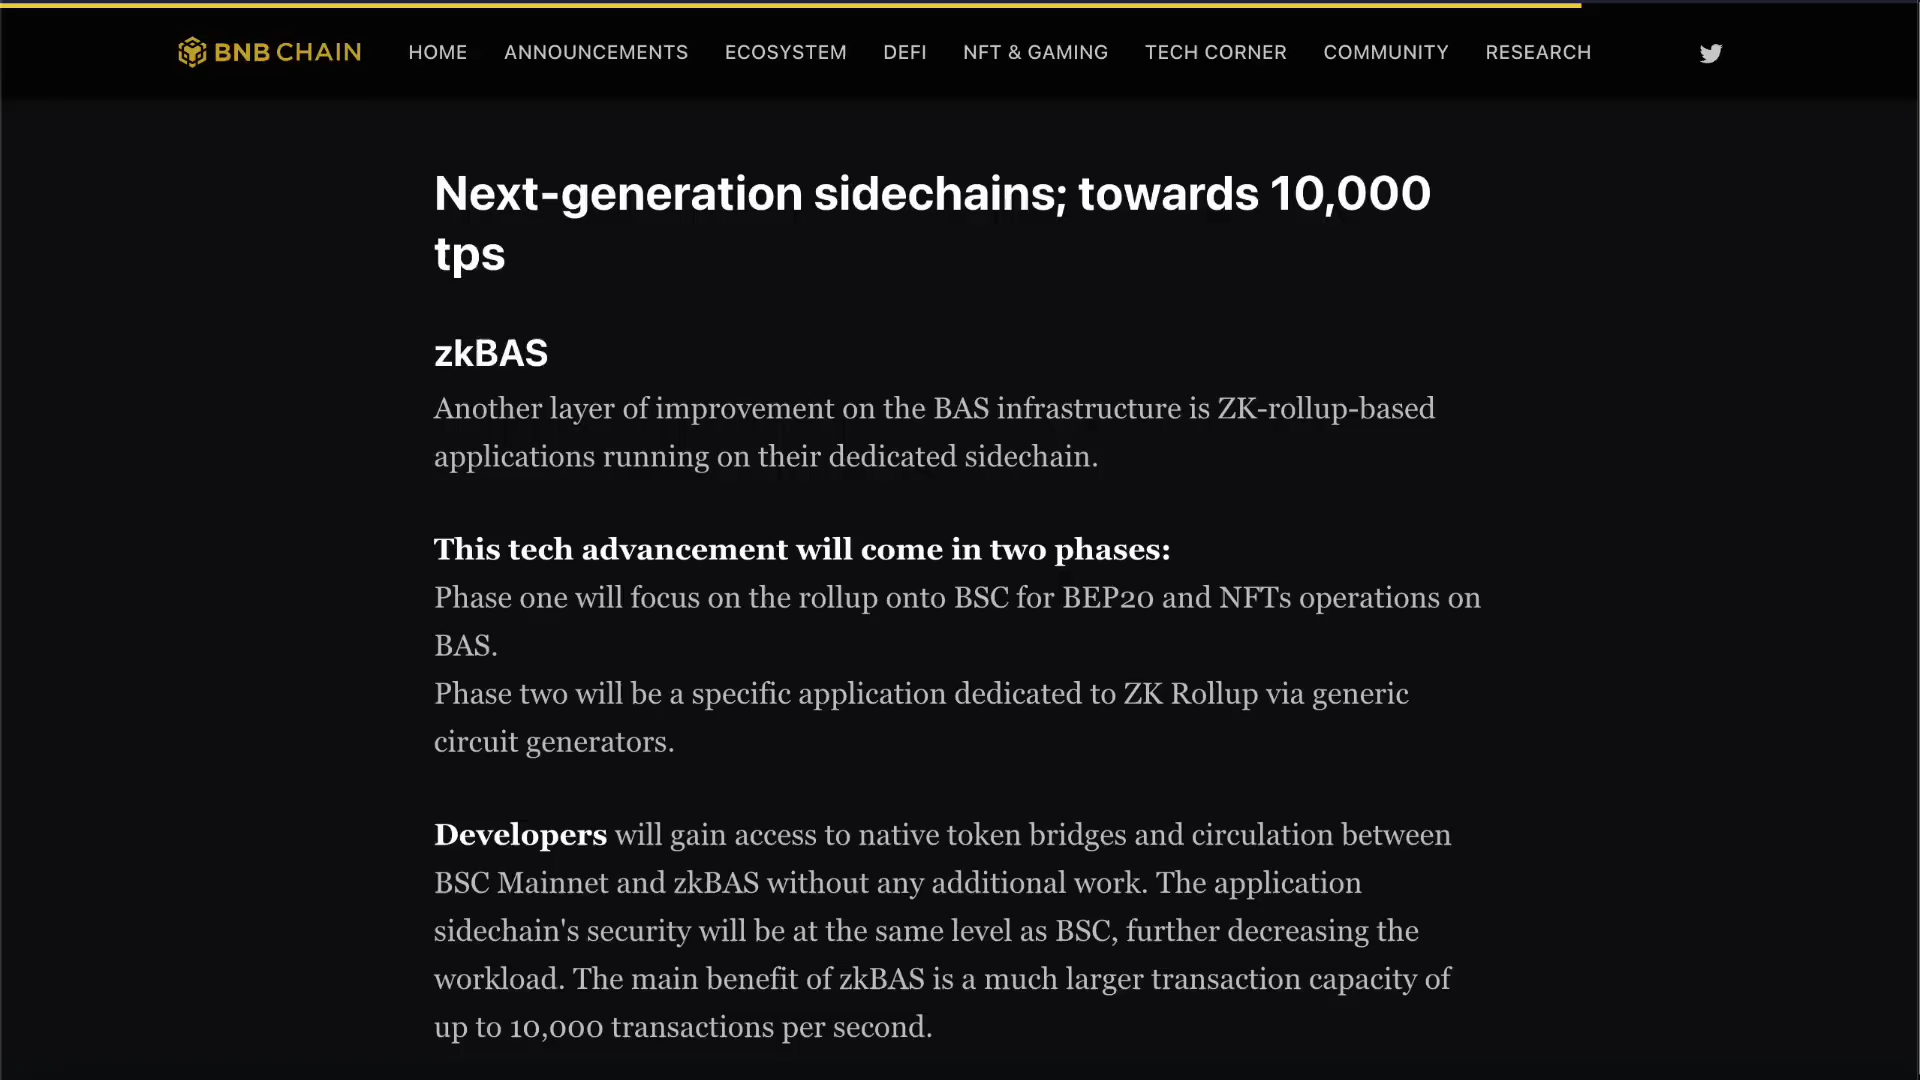 BNB CHAIN HOME ANNOUNCEMENTS ECOSYSTEM DEFI NFT & GAMING TECH CORNER COMMUNITY RESEARCH
Next-generation sidechains; towards 10,000
tps
zkBAS
Another layer of improvement on the BAS infrastructure is ZK-rollup-based
applications running on their dedicated sidechain.
This tech advancement will come in two phases:
Phase one will focus on the rollup onto BSC for BEP20 and NFTs operations on
BAS.
Phase two will be a specific application dedicated to ZK Rollup via generic
circuit generators.
Developers will gain access to native token bridges and circulation between
BSC Mainnet and zkBAS without any additional work. The application
sidechain's security will be at the same level as BSC, further decreasing the
workload. The main benefit of zkBAS is a much larger transaction capacity of
up to 10,000 transactions per second.